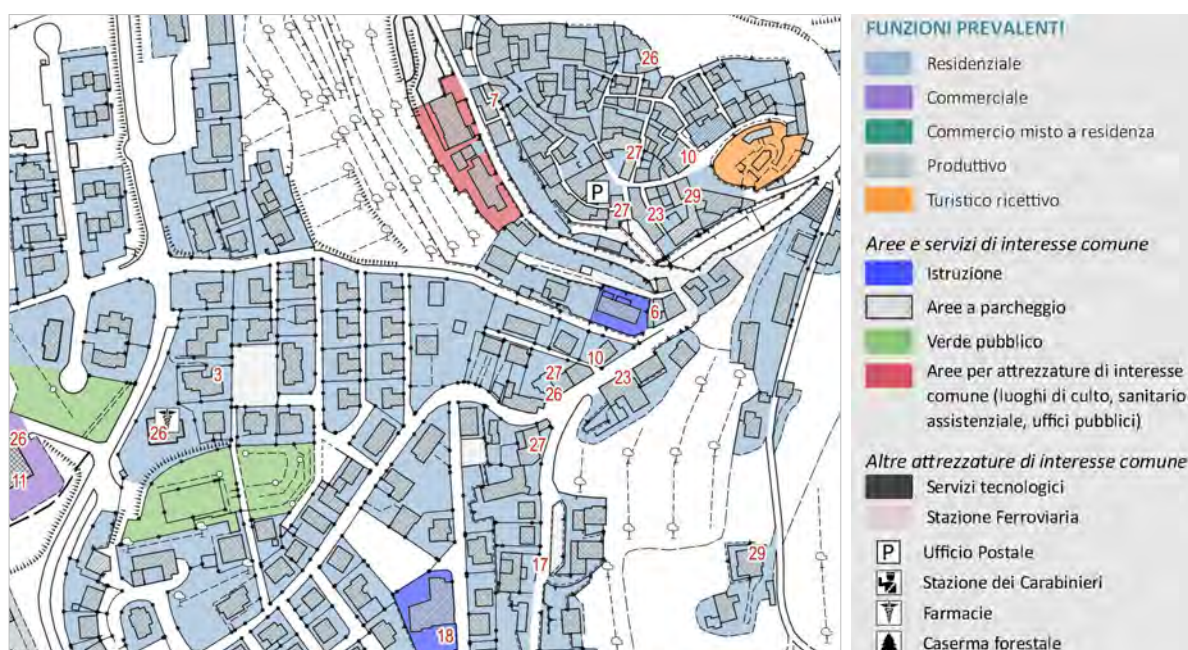 26
7
27
10
P
29
27
23
6
10
3
27
23
26
26
27
26
11
17
29
18
FUNZIONI PREVALENTI
Residenziale
Commerciale
Commercio misto a residenza
Produttivo
Turistico ricettivo
Aree e servizi di interesse comune
Istruzione
Aree a parcheggio
Verde pubblico
Aree per attrezzature di interesse
comune (luoghi di culto, sanitario
assistenziale, uffici pubblici)
Altre attrezzature di interesse comune
Servizi tecnologici
Stazione Ferroviaria
P Ufficio Postale
Stazione dei Carabinieri
Farmacie
Caserma forestale